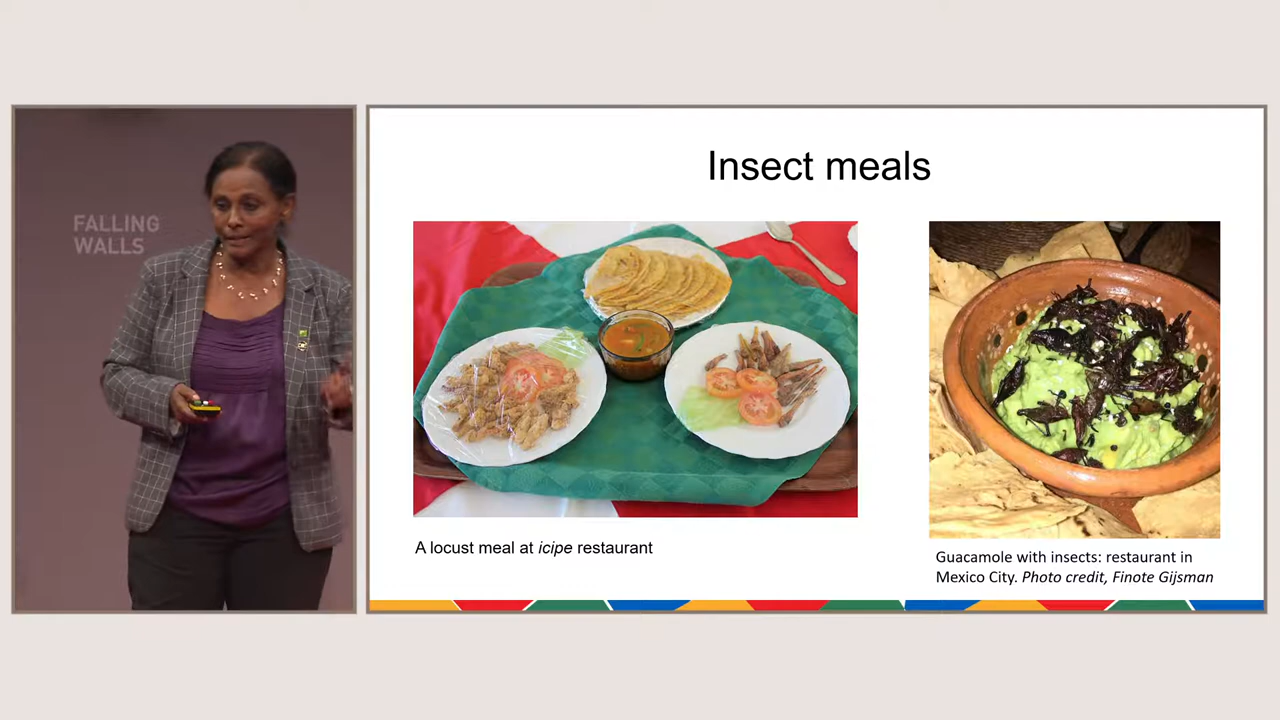 FALLING
WALLS
Insect meals
A locust meal at icipe restaurant
Guacamole with insects: restaurant in
Mexico City. Photo credit, Finote Gijsman